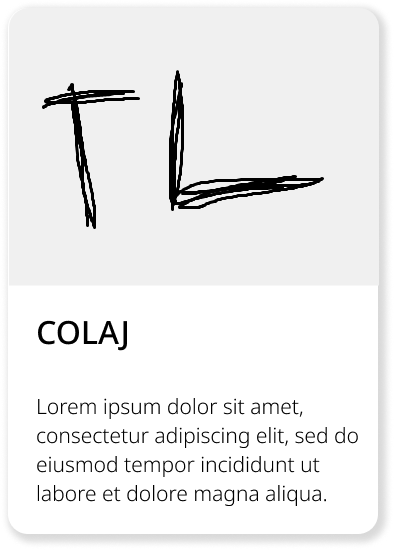 T L
COLAJ
Lorem ipsum dolor sit amet,
consectetur adipiscing elit, sed do
eiusmod tempor incididunt ut
labore et dolore magna aliqua.